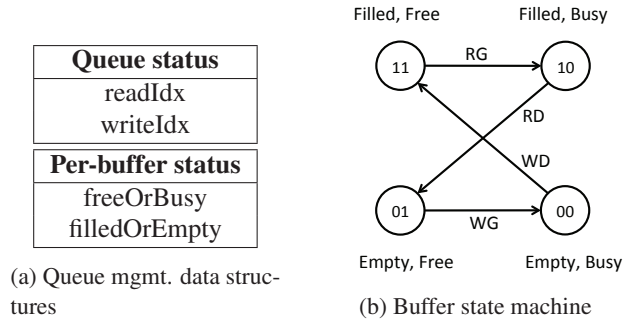 Queue status
readIdx
writeIdx
Per-buffer status
freeOrBusy
filledOrEmpty
(a) Queue mgmt. data struc-
tures
Filled, Free
Filled, Busy
11
RG
10
RD
WD
01
WG
00
Empty, Free
Empty, Busy
(b) Buffer state machine